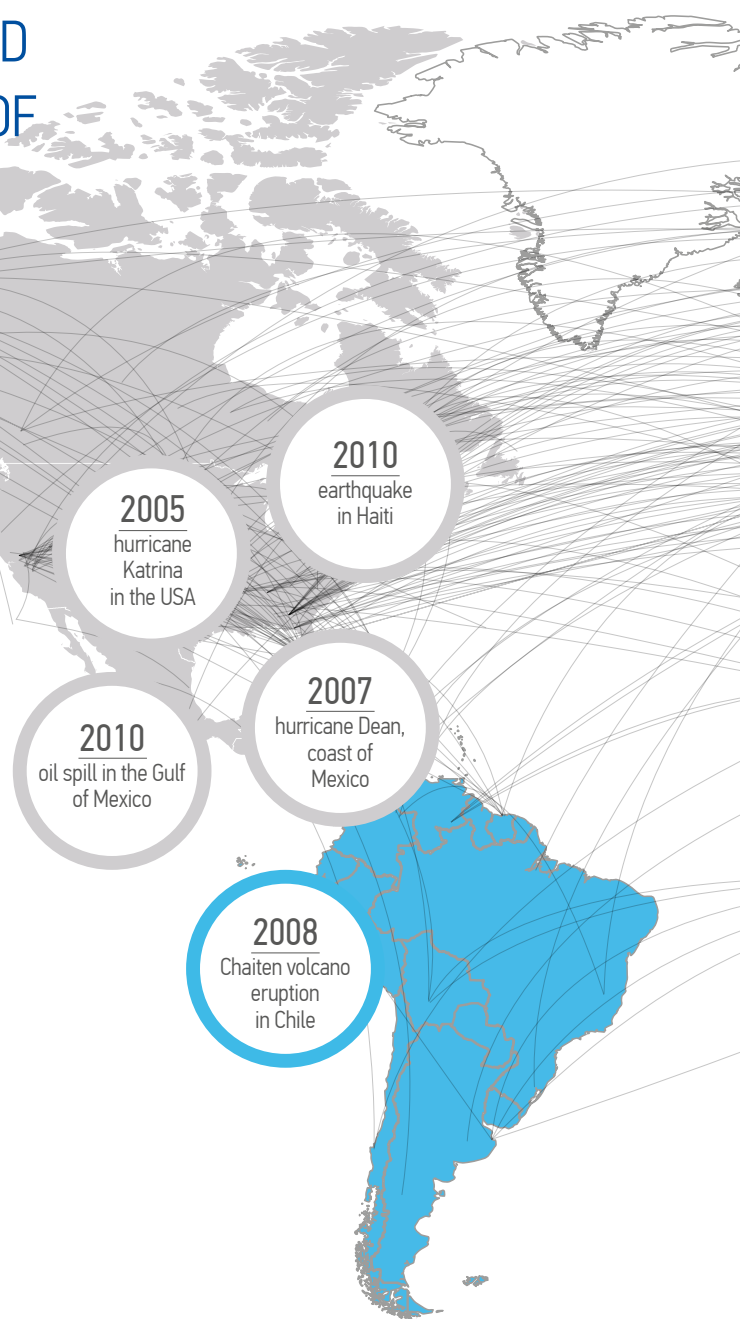 D
OF
2010
earthquake
in Haiti
2005
hurricane
Katrina
in the USA
2007
hurricane Dean,
coast of
Mexico
2010
oil spill in the Gulf
of Mexico
2008
Chaiten volcano
eruption
in Chile